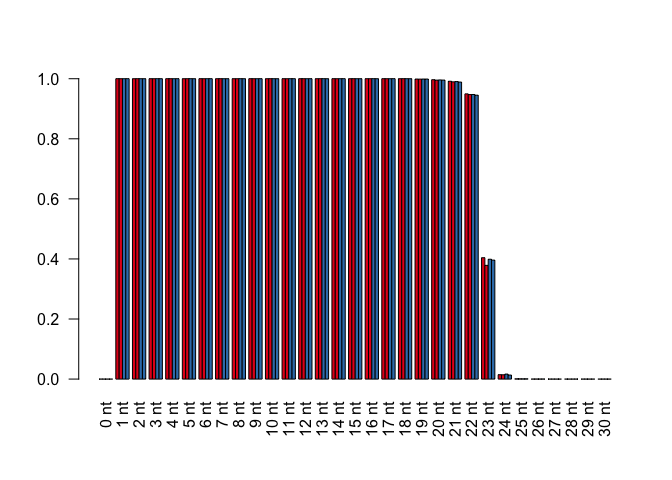 1.0
0.8
0.6
0.4
0.2
0.0
0 nt
1 nt
2 nt
3 nt
4 nt
5 nt
6 nt
7 nt
8 nt
9 nt
10 nt
11 nt
12 nt
13 nt
14 nt
15 nt
16 nt
17 nt
18 nt
19 nt
20 nt
21 nt
22 nt
23 nt
24 nt
25 nt
26 nt
27 nt
28 nt
29 nt
30 nt